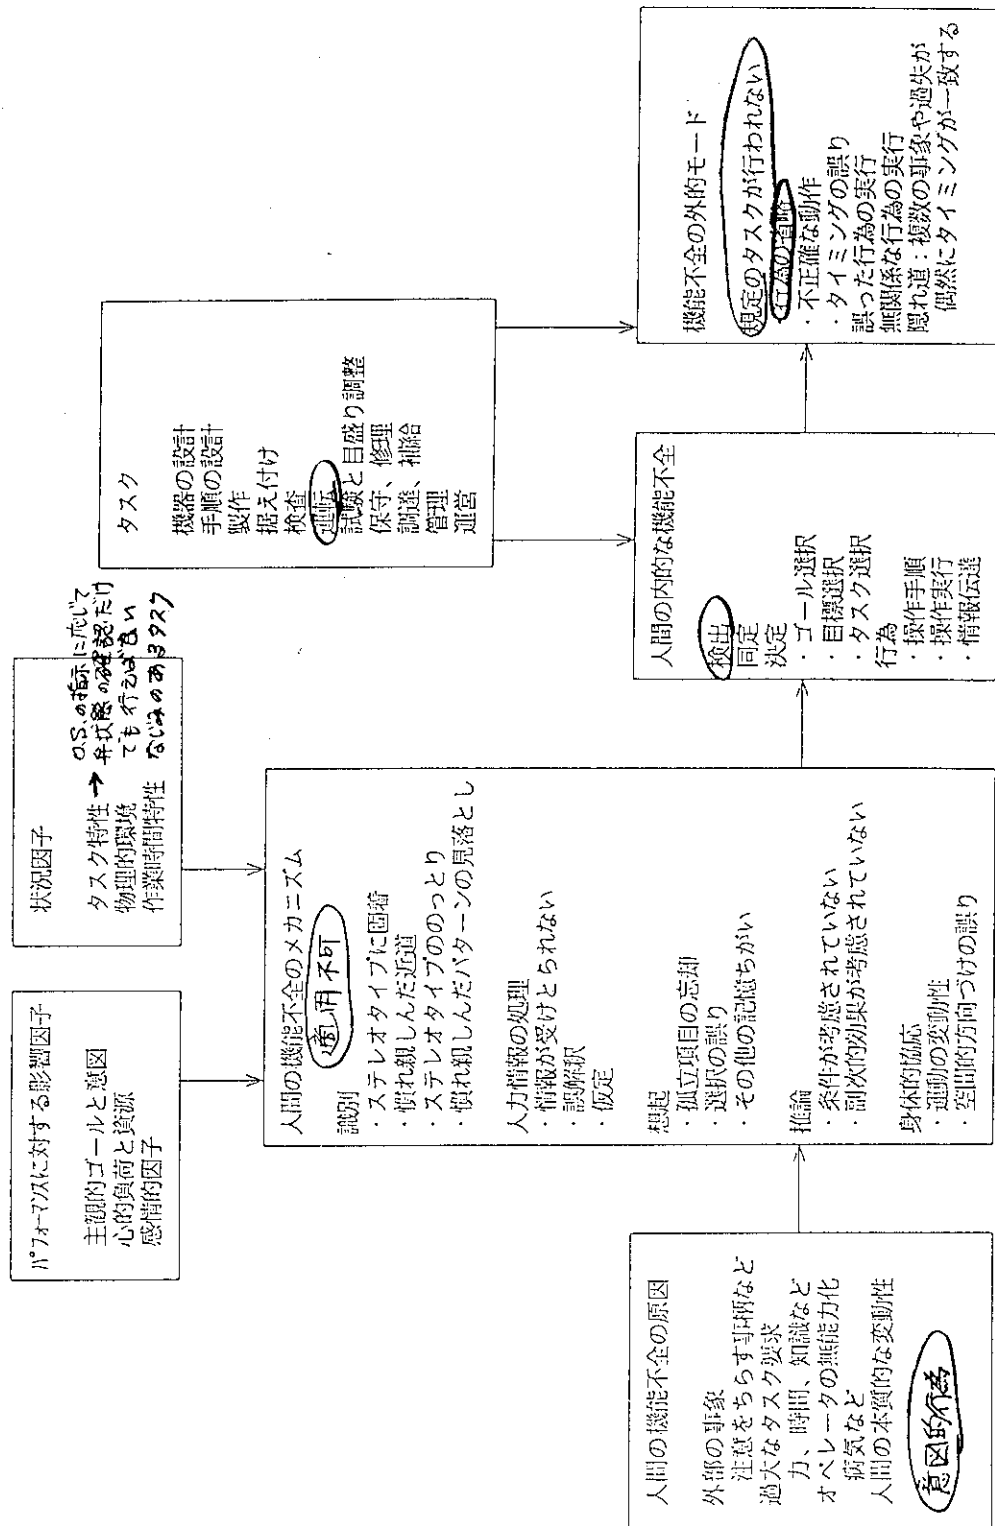 パフォーマンスに対する影響因子
主観的ゴールと意図
心的負荷と資源
感情的因子
状況因子
タスク特性 → O.S.の指示に応じて
弁状態の確認だけ
でも行えば良い
なじみのあるタスク
物理的環境
作業時間特性
タスク
機器の設計
手順の設計
製作
据え付け
検査
運転
試験と目盛り調整
保守、修理
調達、補給
管理
運営
人間の機能不全の原因
外部の事象
注意をちらす事柄など
過大なタスク要求
力、時間、知識など
オペレータの無能力化
病気など
人間の本質的な変動性
意図的行為
人間の機能不全のメカニズム
適用不可
識別
・ステレオタイプに固着
・慣れ親しんだ近道
・ステレオタイプののっとり
・慣れ親しんだパターンの見落とし
入力情報の処理
・情報が受けとられない
・誤解釈
・仮定
想起
・孤立項目の忘却
・選択の誤り
・その他の記憶ちがい
推論
・条件が考慮されていない
・副次的効果が考慮されていない
身体的協応
・運動の変動性
・空間的方向づけの誤り
人間の内的な機能不全
検出
同定
決定
・ゴール選択
・目標選択
・タスク選択
行為
・操作手順
・操作実行
・情報伝達
機能不全の外的モード
規定のタスクが行われない
・行為の省略
・不正確な動作
・タイミングの誤り
誤った行為の実行
無関係な行為の実行
隠れ道：複数の事象や過失が
偶然にタイミングが一致する